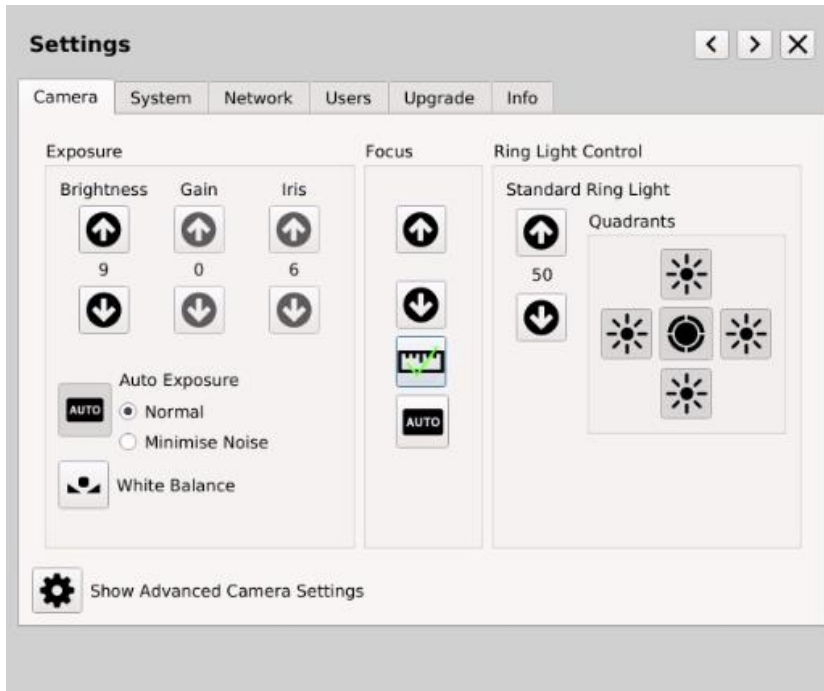 Settings
Camera System Network Users Upgrade Info
Exposure
Brightness Gain Iris
9 0 6
AUTO
Auto Exposure
Normal
Minimise Noise
White Balance
Focus
AUTO
Ring Light Control
Standard Ring Light
50
Quadrants
Show Advanced Camera Settings